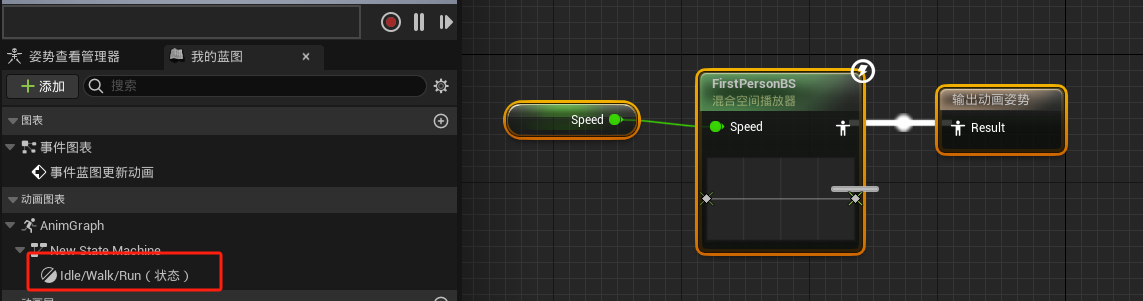 姿势查看管理器
我的蓝图
添加
搜索
图表
事件图表
事件蓝图更新动画
动画图表
AnimGraph
New State Machine
Idle/Walk/Run（状态）
Speed
FirstPersonBS
混合空间播放器
Speed
输出动画姿势
Result